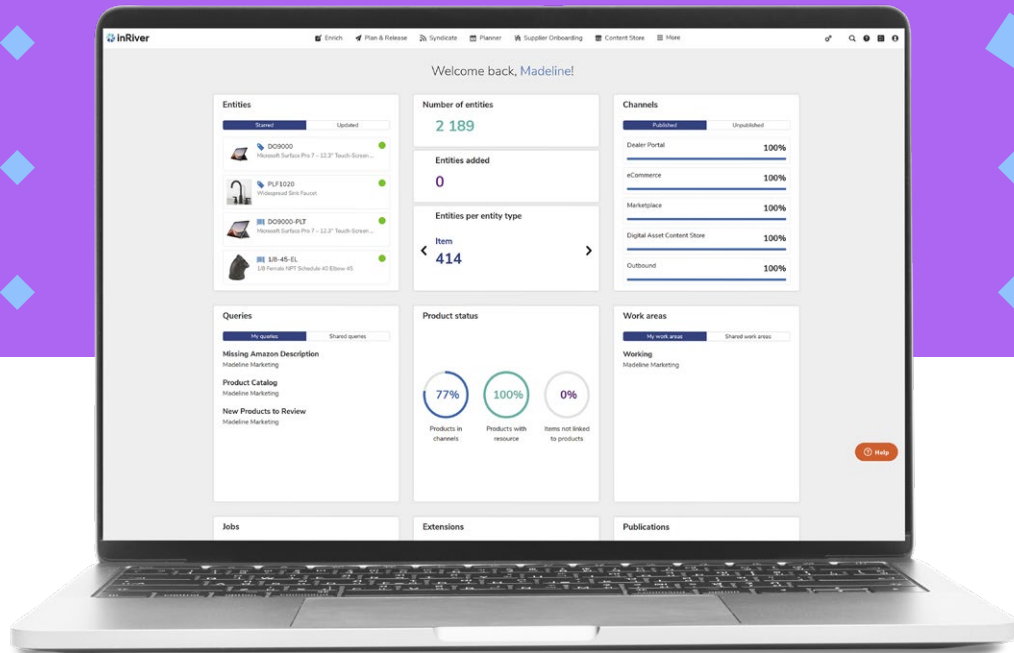 inRiver
Enrich Plan & Release Syndicate Planner Supplier Onboarding Content Store More
Welcome back, Madeline!
Entities
Starred Updated
DO9000
Microsoft Surface Pro 7 – 12.3" Touch-Screen...
PLF1020
Widespread Sink Faucet
DO9000-PLT
Microsoft Surface Pro 7 – 12.3" Touch-Screen...
1/8-45-EL
1/8 Female NPT Schedule 40 Elbow 45
Number of entities
2 189
Entities added
0
Entities per entity type
Item
414
Channels
Published Unpublished
Dealer Portal 100%
eCommerce 100%
Marketplace 100%
Digital Asset Content Store 100%
Outbound 100%
Queries
My queries Shared queries
Missing Amazon Description
Madeline Marketing
Product Catalog
Madeline Marketing
New Products to Review
Madeline Marketing
Product status
77% 100% 0%
Products in channels
Products with resource
Items not linked to products
Work areas
My work areas Shared work areas
Working
Madeline Marketing
Help
Jobs
Extensions
Publications